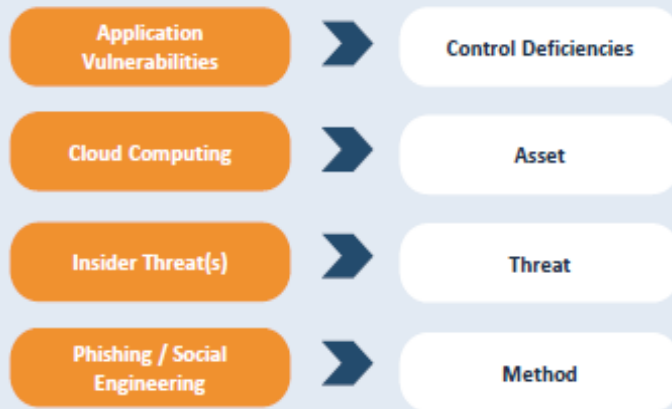 Application
Vulnerabilities
Control Deficiencies
Cloud Computing
Asset
Insider Threat(s)
Threat
Phishing / Social
Engineering
Method